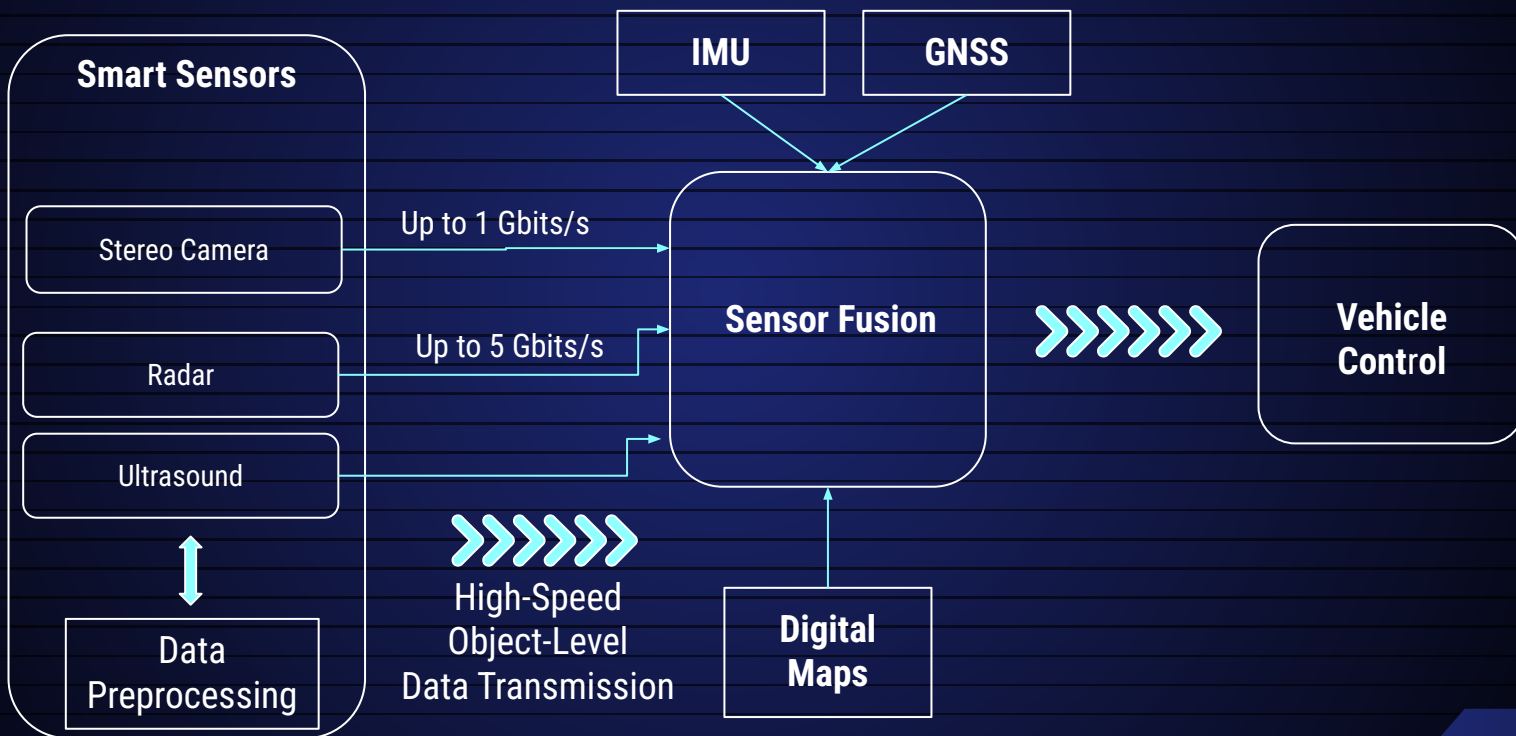 Smart Sensors
Stereo Camera
Radar
Ultrasound
Data
Preprocessing
Up to 1 Gbits/s
Up to 5 Gbits/s
High-Speed
Object-Level
Data Transmission
IMU
GNSS
Sensor Fusion
Digital
Maps
Vehicle
Control